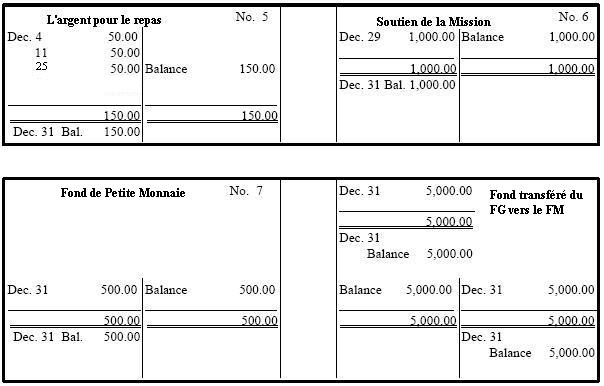 L'argent pour le repas No. 5
Dec. 4 50.00
11 50.00
25 50.00 Balance 150.00
150.00 150.00
Dec. 31 Bal. 150.00
Soutien de la Mission No. 6
Dec. 29 1,000.00 Balance 1,000.00
1,000.00 1,000.00
Dec. 31 Bal. 1,000.00
Fond de Petite Monnaie No. 7
Dec. 31 500.00 Balance 500.00
500.00 500.00
Dec. 31 Bal. 500.00
Dec. 31 5,000.00
5,000.00
Dec. 31
Balance 5,000.00
Fond transféré du
FG vers le FM
Balance 5,000.00 Dec. 31 5,000.00
5,000.00 5,000.00
Dec. 31
Balance 5,000.00